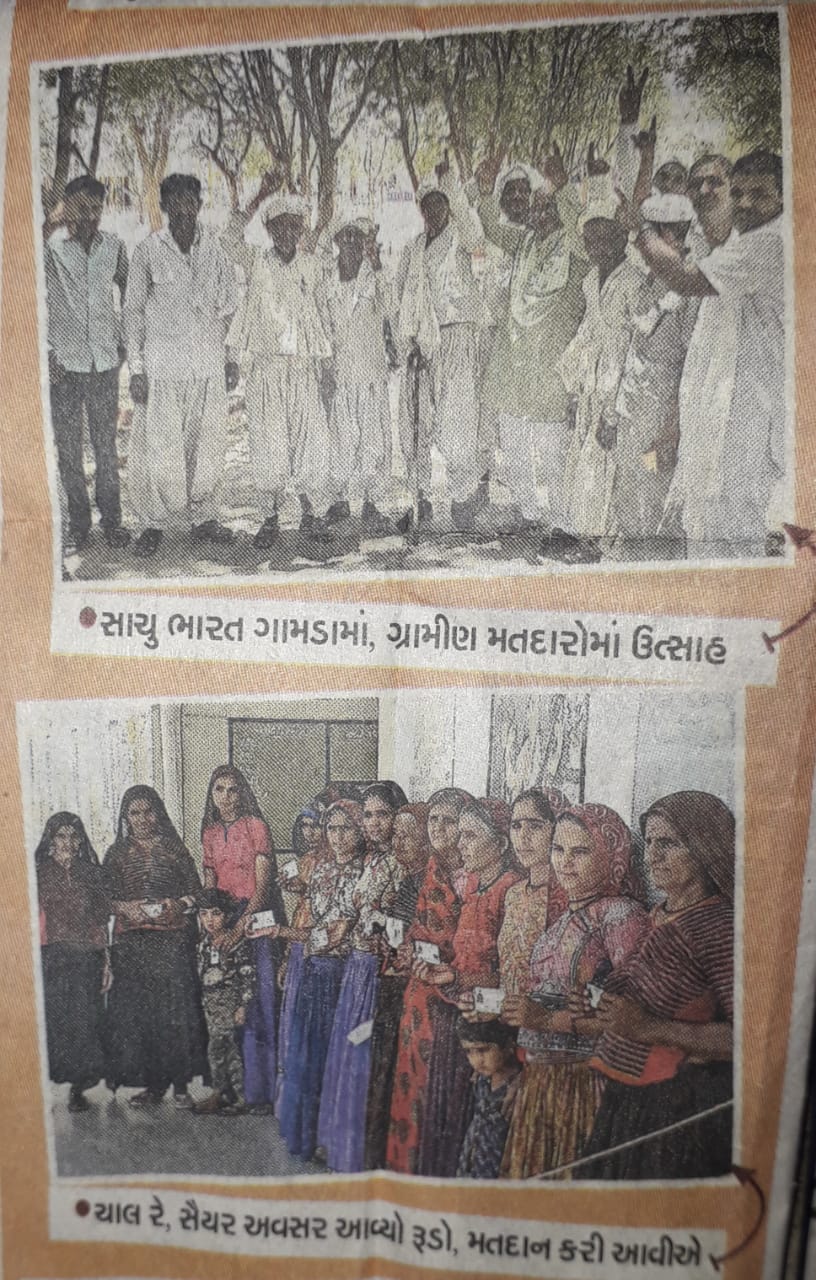 સાચુ ભારત ગામડામાં, ગ્રામીણ મતદારોમાં ઉત્સાહ
ચાલ રે, સૈયર અવસર આવ્યો રૂડો, મતદાન કરી આવીએ